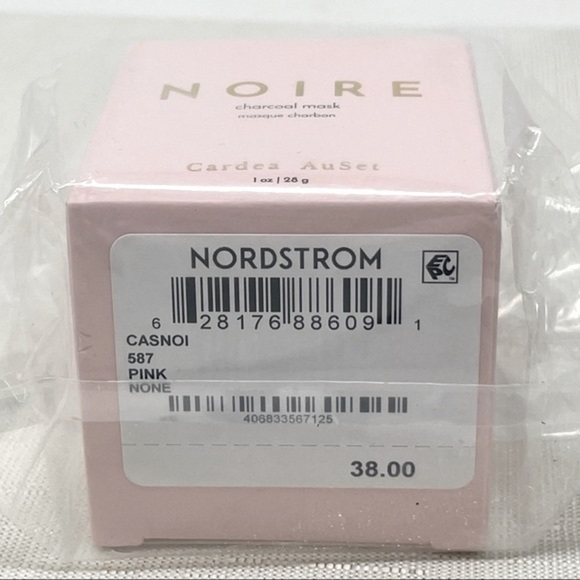 NOIRE
charcoal mask
masque charbon
Cardea AuSet
1 oz | 28 g
NORDSTROM
6 28176 88609 1
CASNOI
587
PINK
NONE
406833567125
38.00